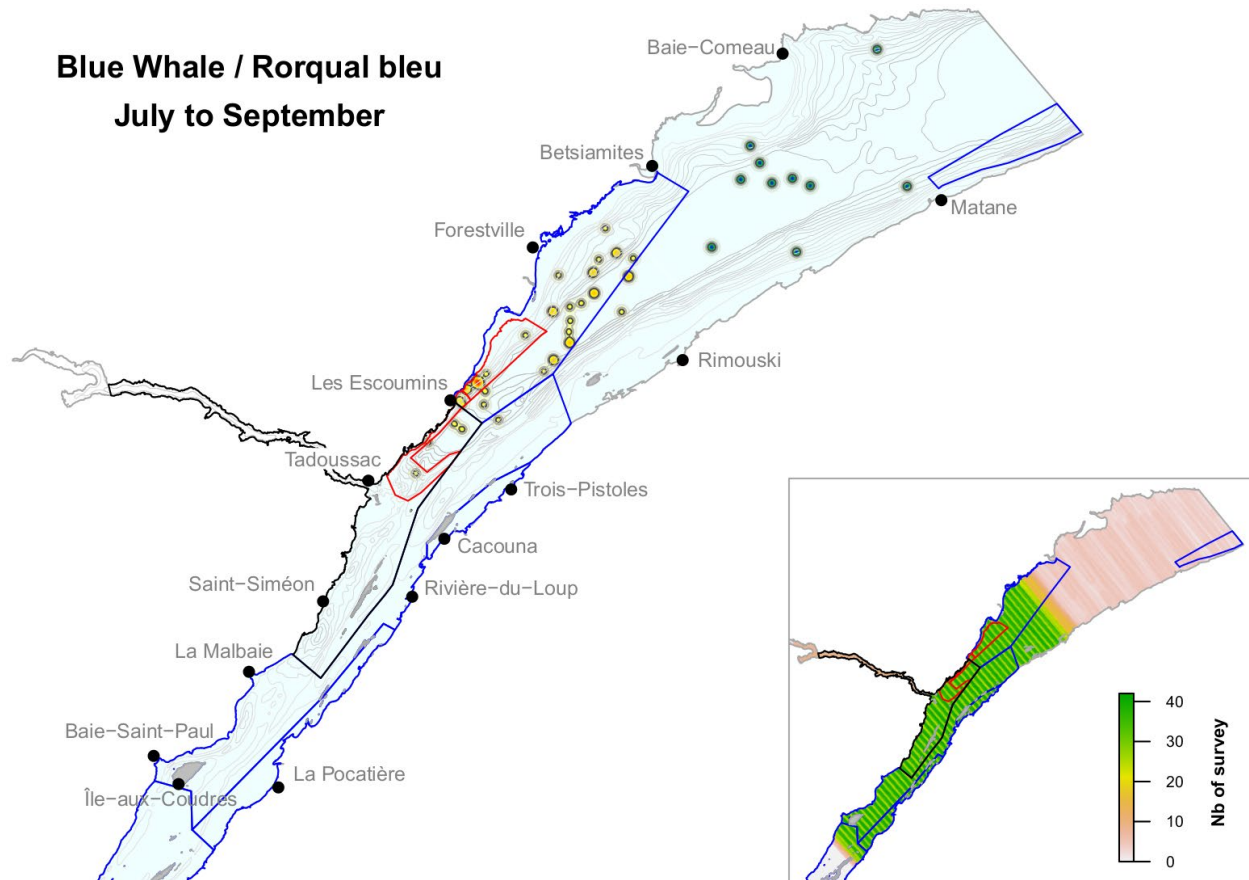 Blue Whale / Rorqual bleu
July to September
Baie−Comeau
Betsiamites
Matane
Forestville
Rimouski
Les Escoumins
Tadoussac
Trois−Pistoles
Cacouna
Saint−Siméon
Rivière−du−Loup
La Malbaie
Baie−Saint−Paul
La Pocatière
Île−aux−Coudres
40
30
20
10
0
Nb of survey